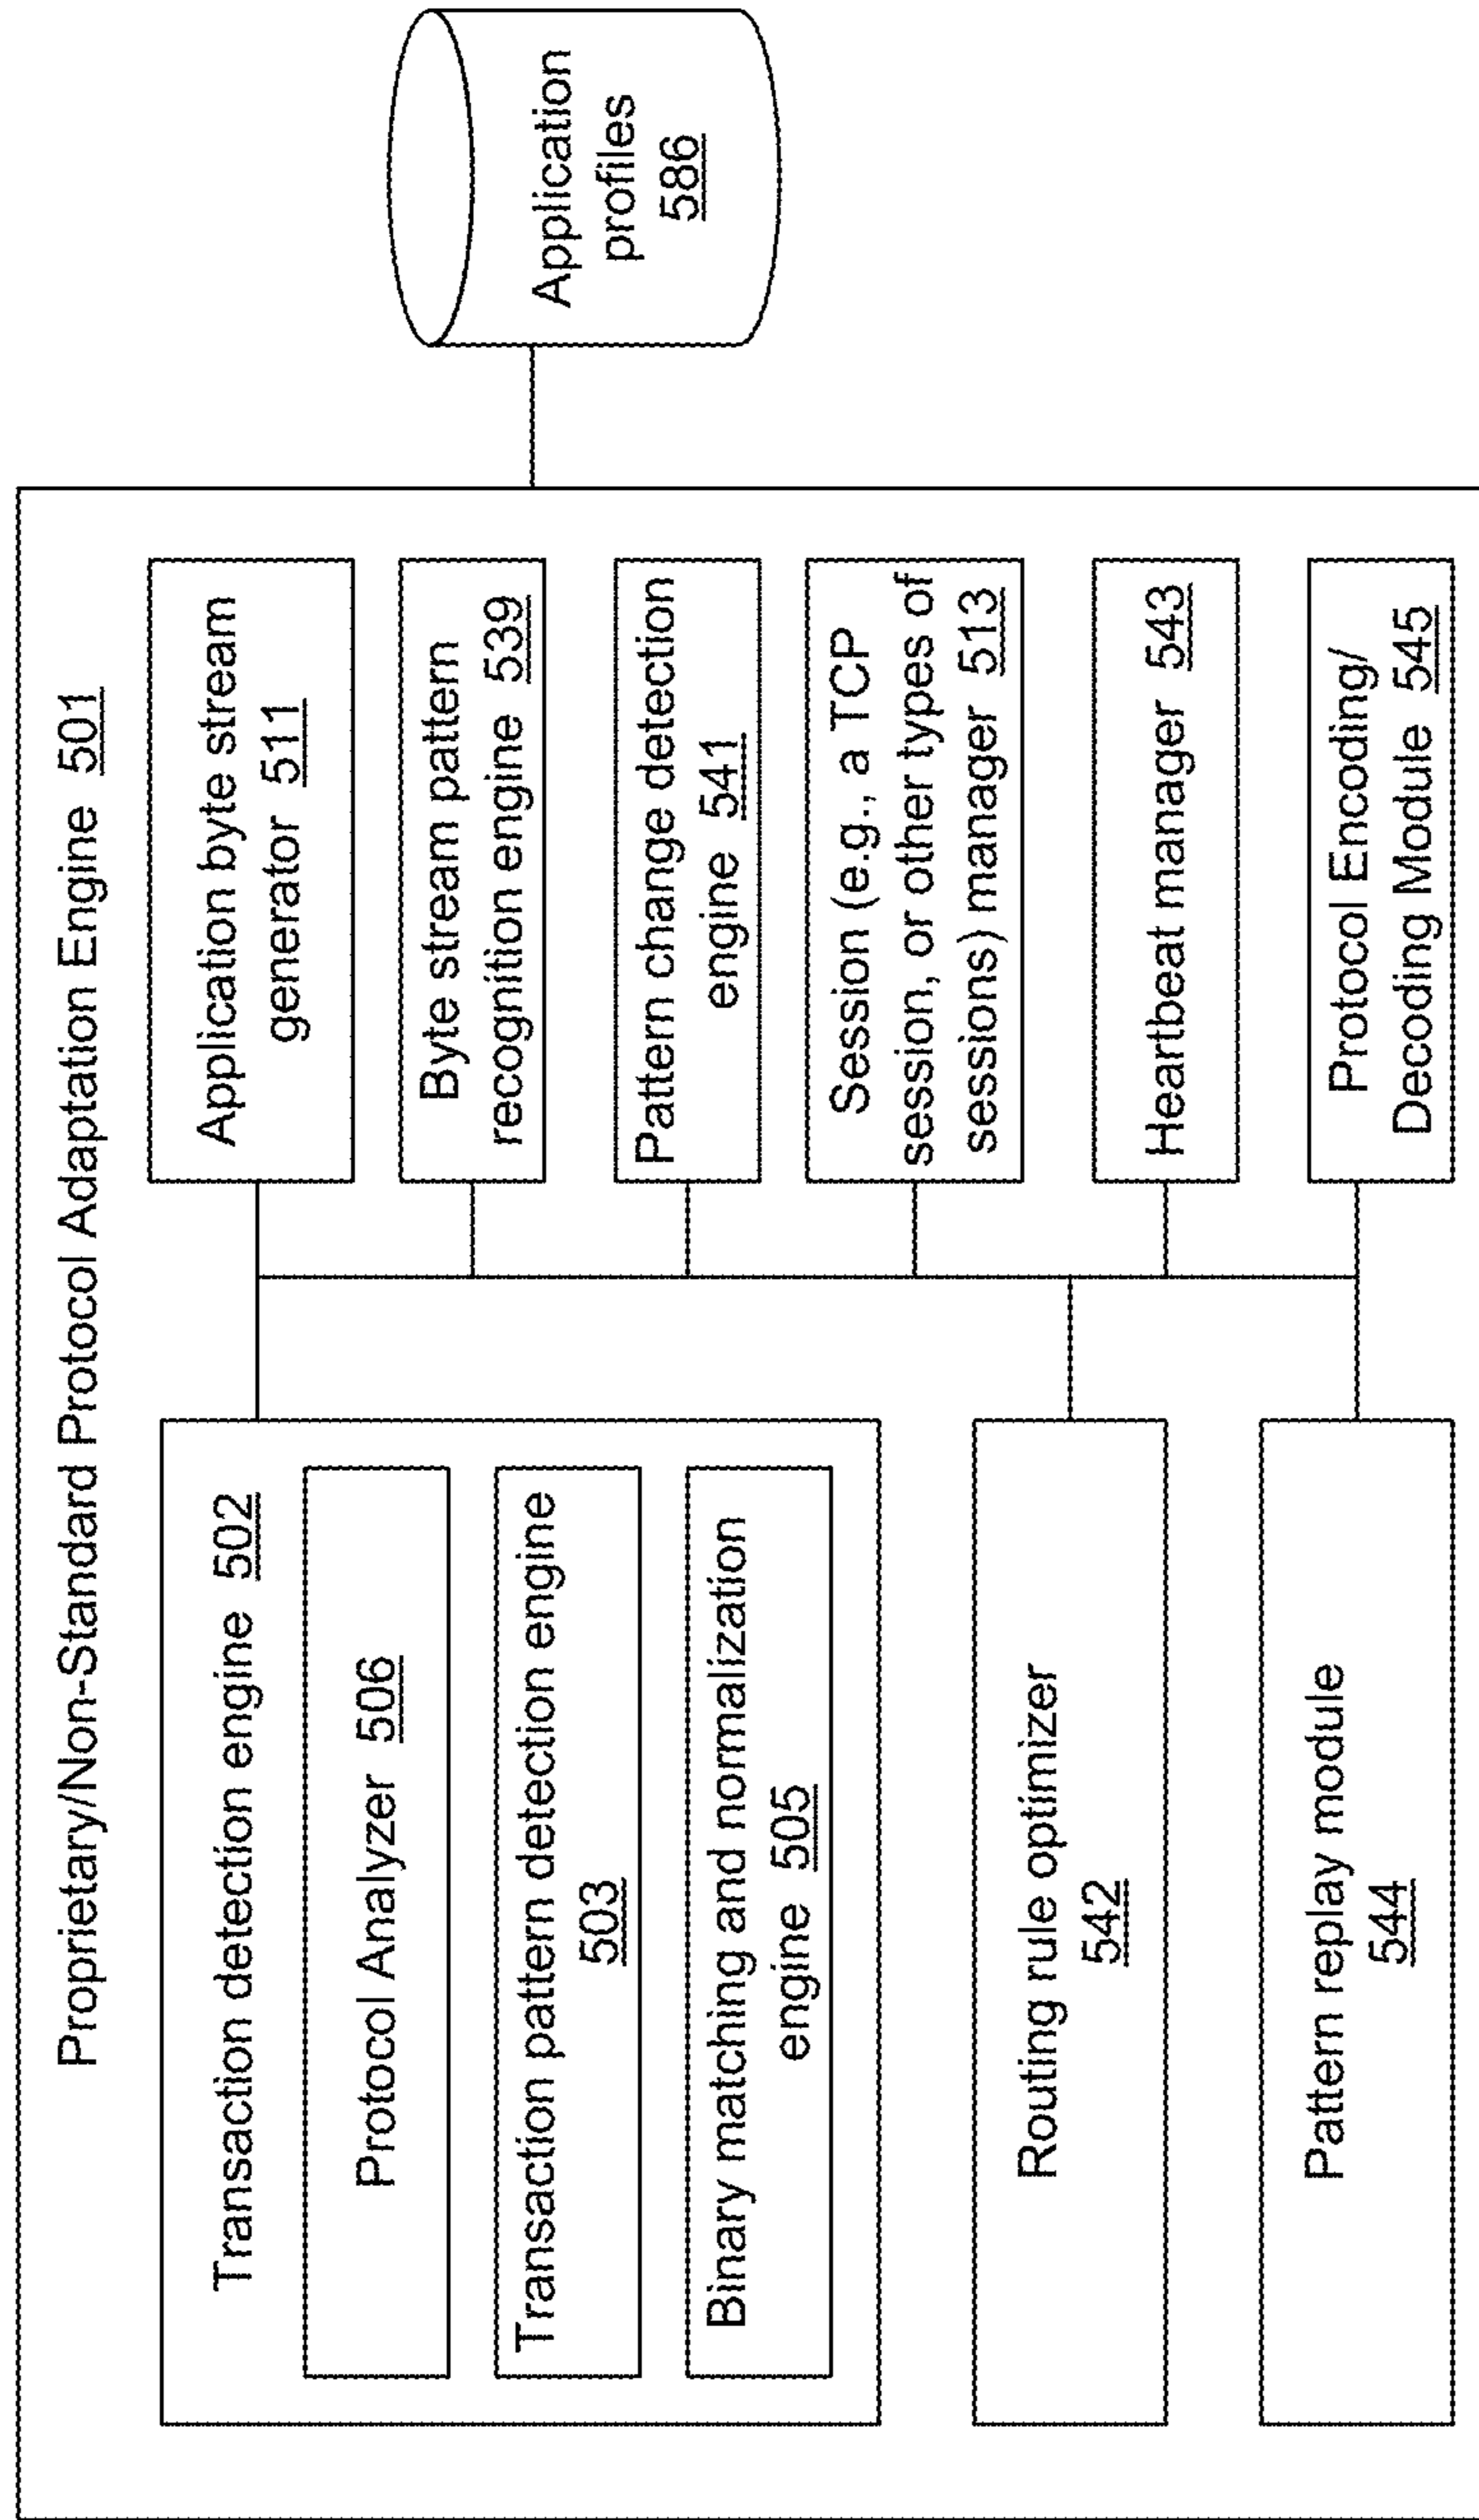 Proprietary/Non-Standard Protocol Adaptation Engine 501
Transaction detection engine 502
Protocol Analyzer 506
Transaction pattern detection engine
503
Binary matching and normalization
engine 505
Routing rule optimizer
542
Pattern replay module
544
Application byte stream
generator 511
Byte stream pattern
recognition engine 539
Pattern change detection
engine 541
Session (e.g., a TCP
session, or other types of
sessions) manager 513
Heartbeat manager 543
Protocol Encoding/
Decoding Module 545
Application
profiles
586